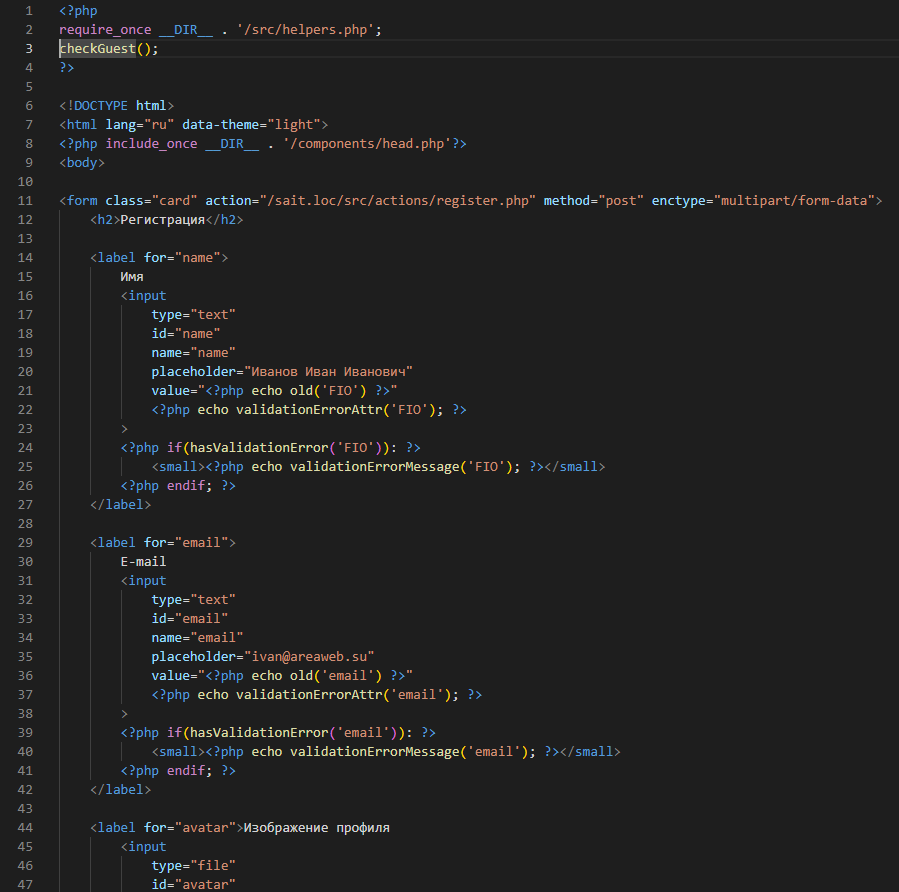 1 <?php
2 require_once __DIR__ . '/src/helpers.php';
3 checkGuest();
4 ?>
5
6 <!DOCTYPE html>
7 <html lang="ru" data-theme="light">
8 <?php include_once __DIR__ . '/components/head.php'?>
9 <body>
10
11 <form class="card" action="/sait.loc/src/actions/register.php" method="post" enctype="multipart/form-data">
12     <h2>Регистрация</h2>
13
14     <label for="name">
15         Имя
16         <input
17             type="text"
18             id="name"
19             name="name"
20             placeholder="Иванов Иван Иванович"
21             value="<?php echo old('FIO') ?>"
22             <?php echo validationErrorAttr('FIO'); ?>
23         >
24         <?php if(hasValidationError('FIO')): ?>
25             <small><?php echo validationErrorMessage('FIO'); ?></small>
26         <?php endif; ?>
27     </label>
28
29     <label for="email">
30         E-mail
31         <input
32             type="text"
33             id="email"
34             name="email"
35             placeholder="ivan@areaweb.su"
36             value="<?php echo old('email') ?>"
37             <?php echo validationErrorAttr('email'); ?>
38         >
39         <?php if(hasValidationError('email')): ?>
40             <small><?php echo validationErrorMessage('email'); ?></small>
41         <?php endif; ?>
42     </label>
43
44     <label for="avatar">Изображение профиля
45         <input
46             type="file"
47             id="avatar"